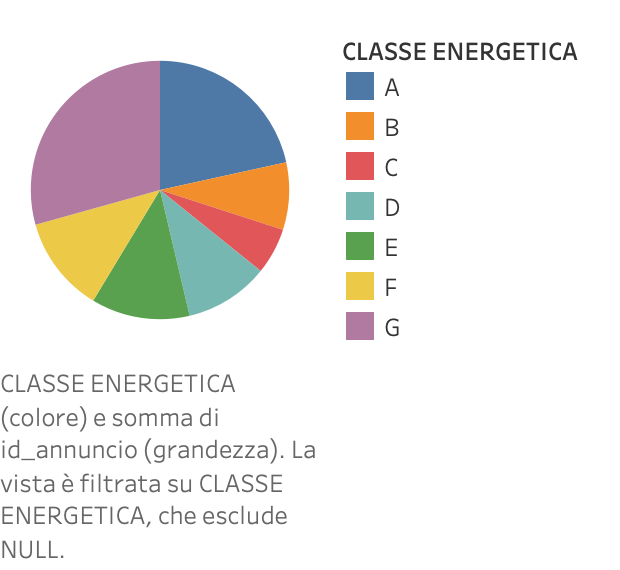 CLASSE ENERGETICA
A
B
C
D
E
F
G
CLASSE ENERGETICA
(colore) e somma di
id_annuncio (grandezza). La
vista è filtrata su CLASSE
ENERGETICA, che esclude
NULL.